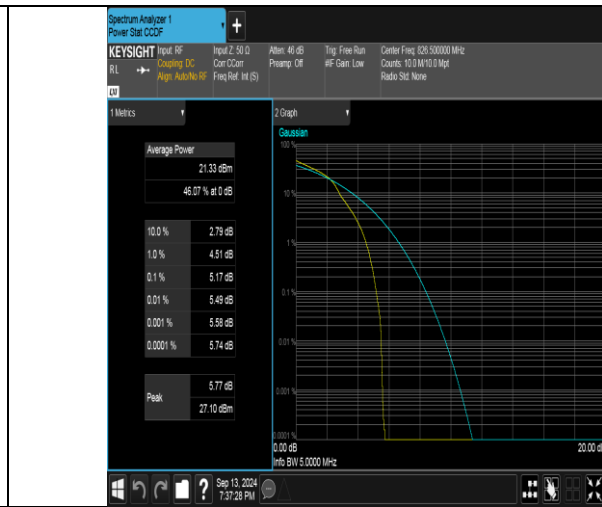 Spectrum Analyzer 1
Power Stat CCDF
+
KEYSIGHT
RL
Input: RF
Coupling: DC
Align: Auto/No RF
Input Z: 50 Ω
Corr CCorr
Freq Ref: Int (S)
Atten: 46 dB
Preamp: Off
Trig: Free Run
#IF Gain: Low
Center Freq: 826.500000 MHz
Counts: 10.0 M/10.0 Mpt
Radio Std: None
1 Metrics
Average Power
21.33 dBm
46.07 % at 0 dB
10.0 % 2.79 dB
1.0 % 4.51 dB
0.1 % 5.17 dB
0.01 % 5.49 dB
0.001 % 5.58 dB
0.0001 % 5.74 dB
Peak
5.77 dB
27.10 dBm
2 Graph
Gaussian
100 %
10 %
1 %
0.1 %
0.01 %
0.001 %
0.0001 %
0.00 dB
20.00 dB
Info BW 5.0000 MHz
?
Sep 13, 2024
7:37:28 PM